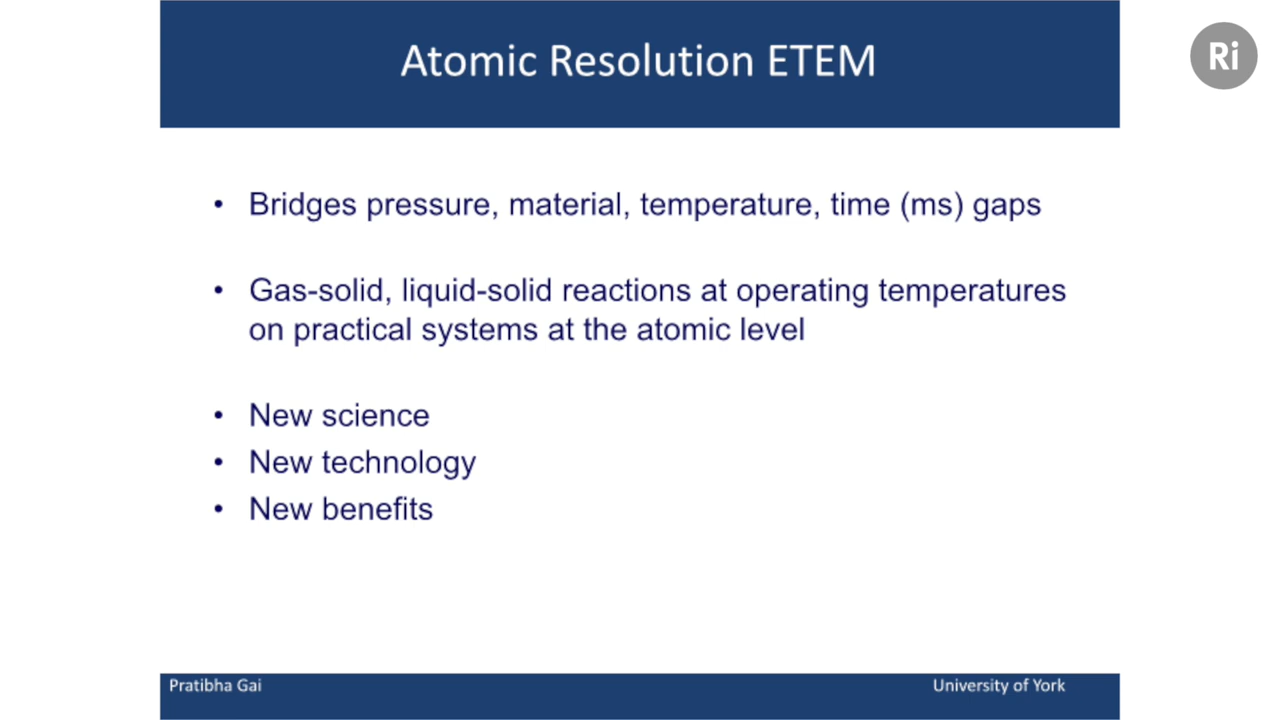 Atomic Resolution ETEM
Ri
• Bridges pressure, material, temperature, time (ms) gaps
• Gas-solid, liquid-solid reactions at operating temperatures
on practical systems at the atomic level
• New science
• New technology
• New benefits
Pratibha Gai
University of York